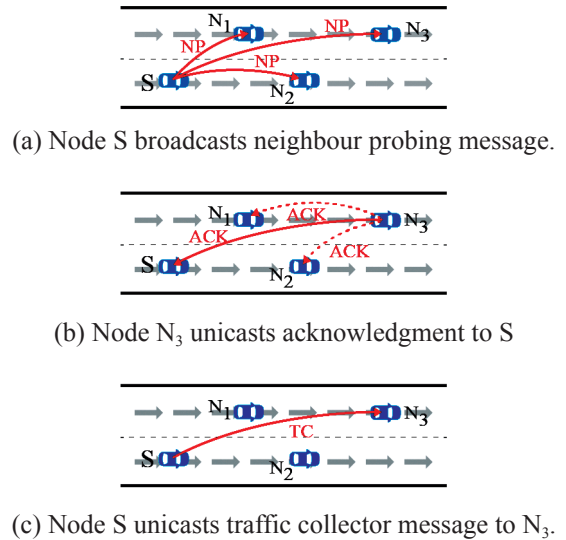 N1
N3
NP
NP
NP
S
N2
(a) Node S broadcasts neighbour probing message.
N1
ACK
N3
ACK
ACK
S
N2
(b) Node N3 unicasts acknowledgment to S
N1
N3
TC
S
N2
(c) Node S unicasts traffic collector message to N3.